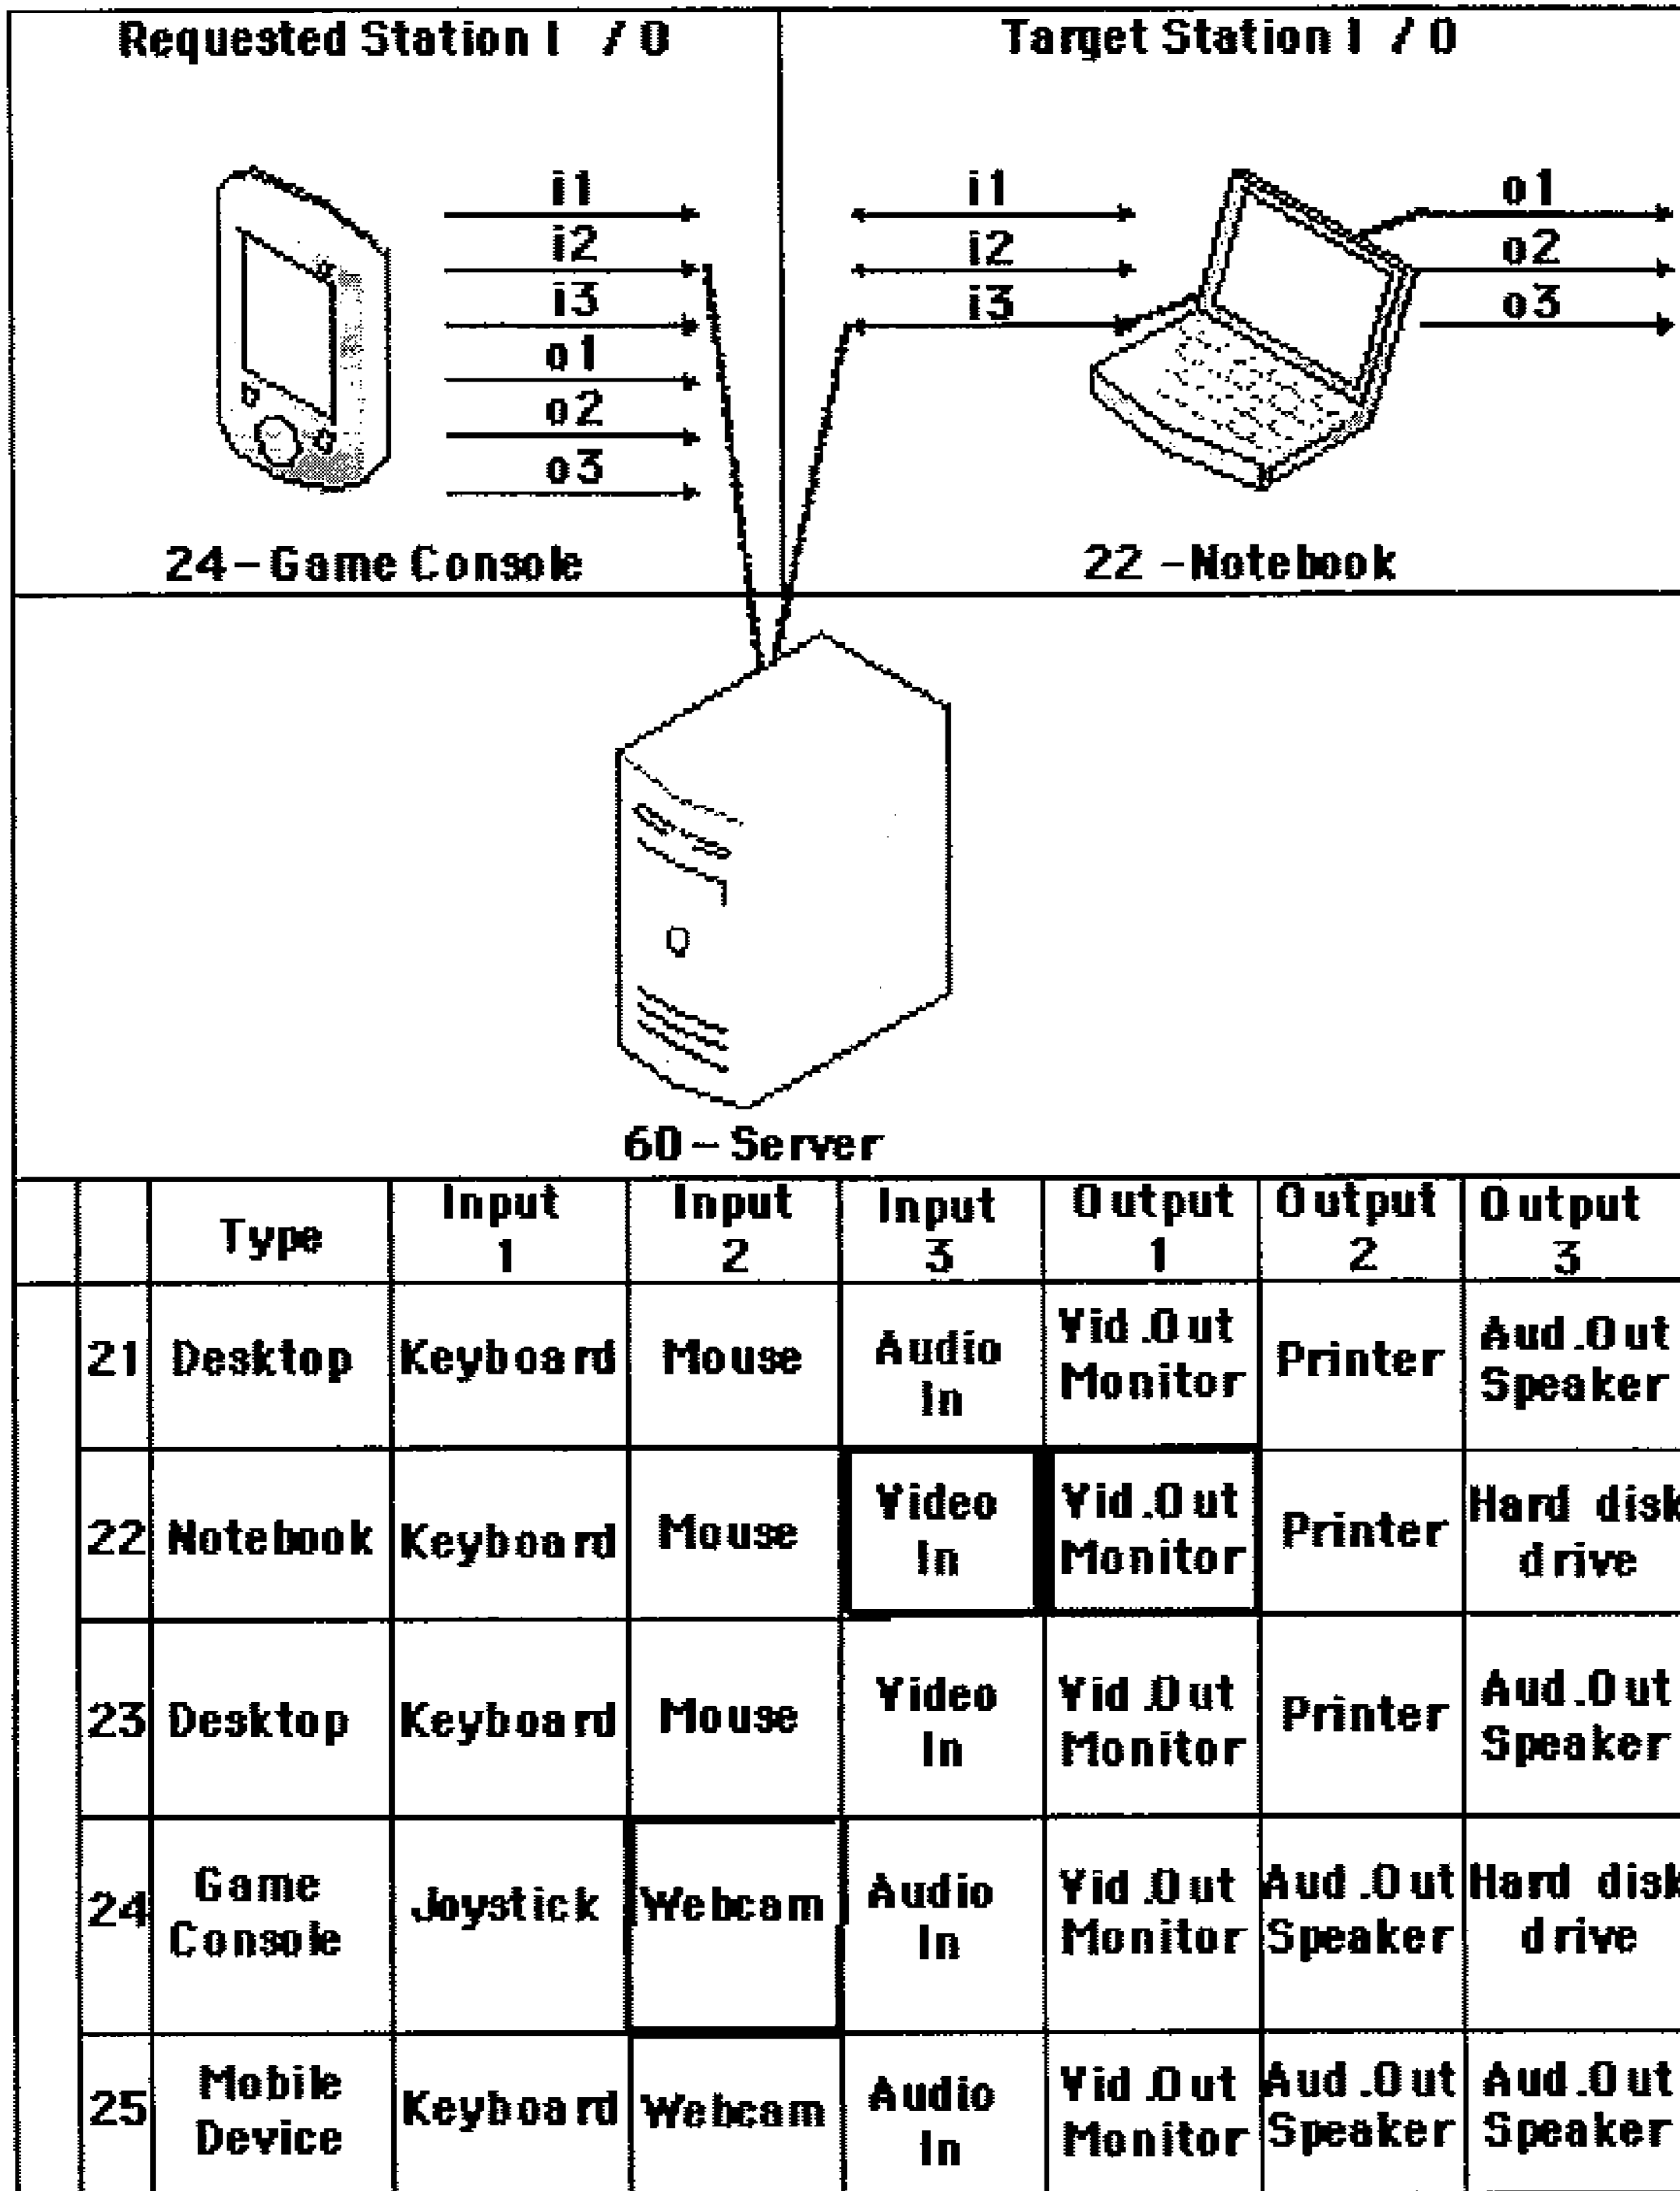 Requested Station I / O
Target Station I / O
i1
i2
i3
o1
o2
o3
i1
i2
i3
o1
o2
o3
24 – Game Console
22 – Notebook
60 – Server
Type Input 1 Input 2 Input 3 Output 1 Output 2 Output 3
21 Desktop Keyboard Mouse Audio In Vid.Out Monitor Printer Aud.Out Speaker
22 Notebook Keyboard Mouse Video In Vid.Out Monitor Printer Hard disk drive
23 Desktop Keyboard Mouse Video In Vid.Out Monitor Printer Aud.Out Speaker
24 Game Console Joystick Webcam Audio In Vid.Out Monitor Aud.Out Speaker Hard disk drive
25 Mobile Device Keyboard Webcam Audio In Vid.Out Monitor Aud.Out Speaker Aud.Out Speaker